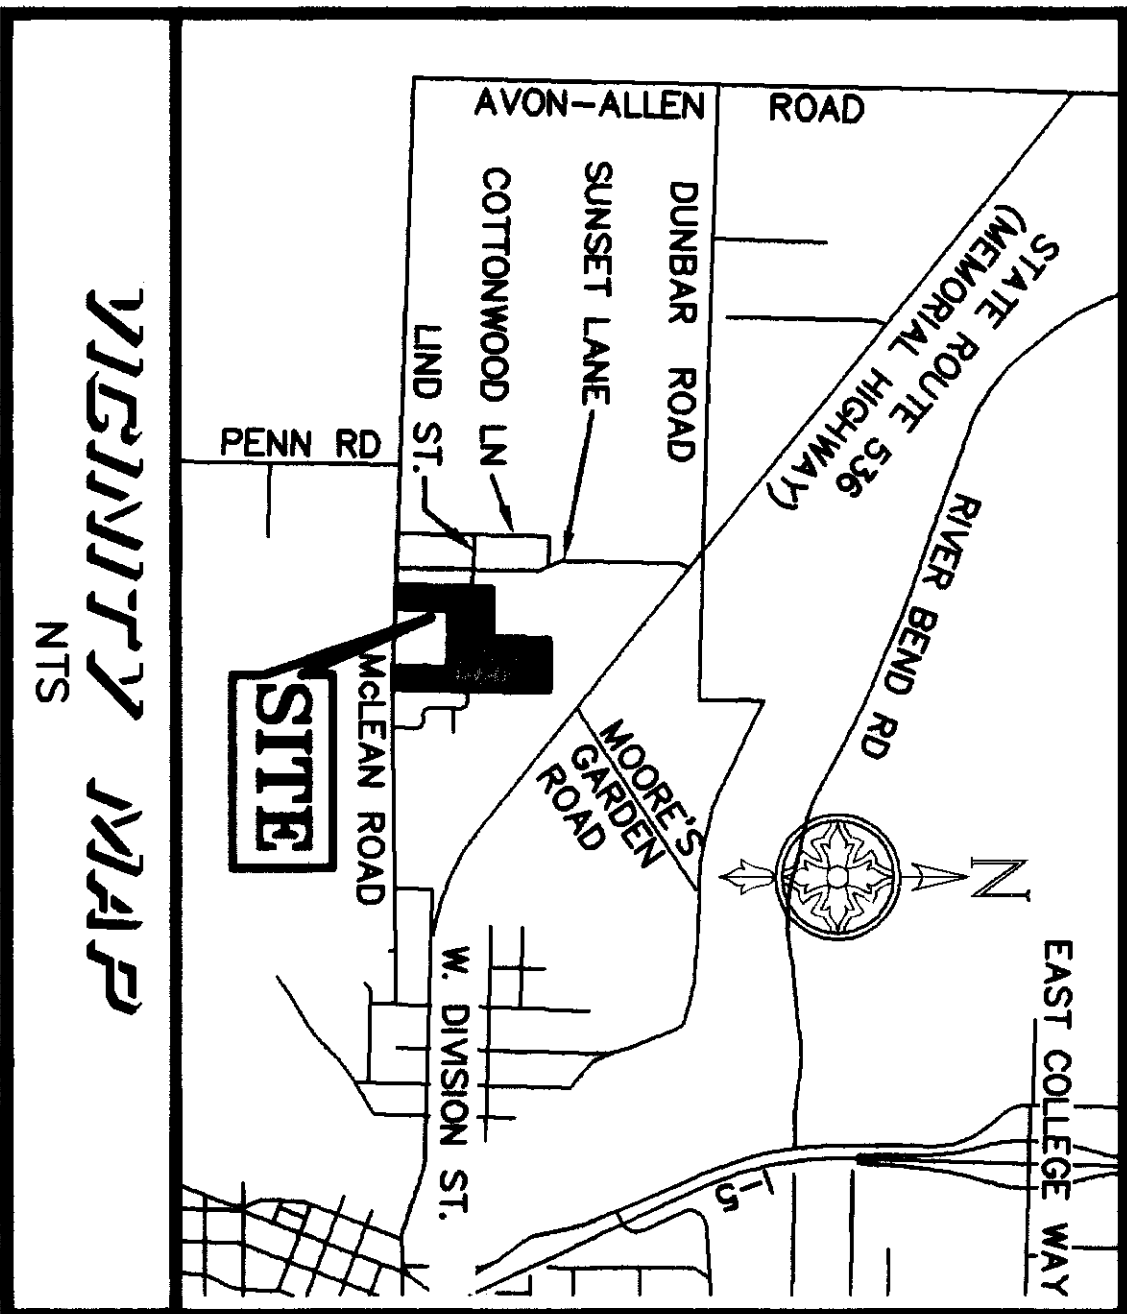 AVON-ALLEN ROAD
STATE ROUTE 536
(MEMORIAL HIGHWAY)
DUNBAR ROAD
SUNSET LANE
COTTONWOOD LN
LIND ST.
PENN RD
RIVER BEND RD
MOORE'S
GARDEN
ROAD
McLEAN ROAD
SITE
N
EAST COLLEGE WAY
W. DIVISION ST.
I-5
VICINITY MAP
NTS